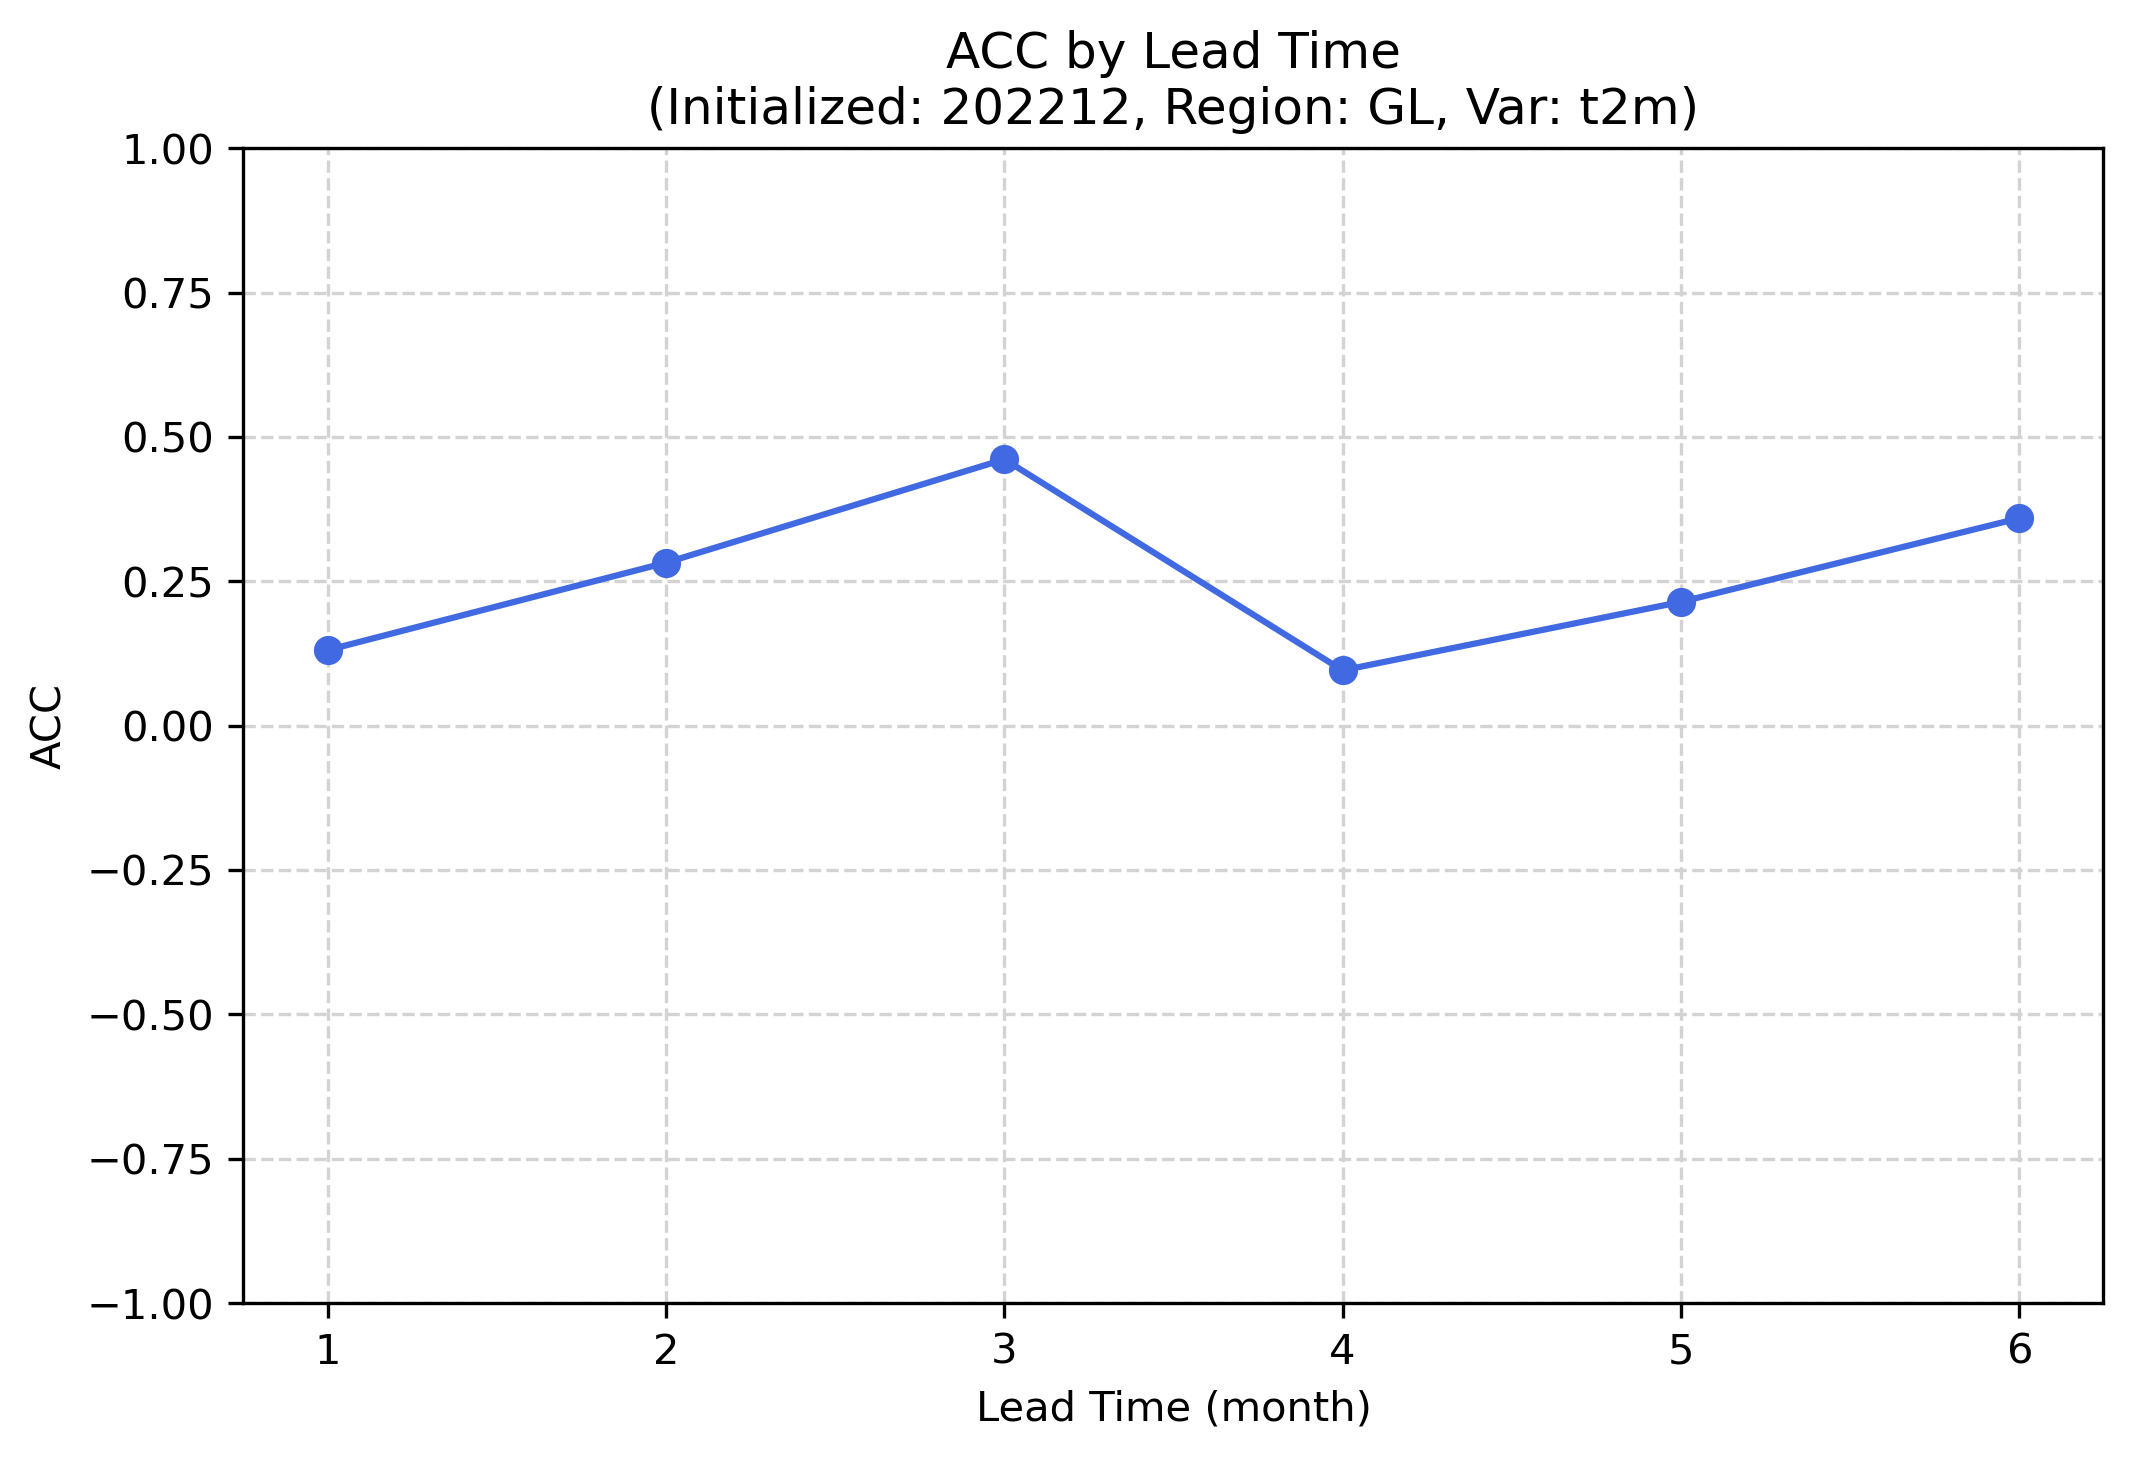 ACC by Lead Time
(Initialized: 202212, Region: GL, Var: t2m)
1.00
0.75
0.50
0.25
0.00
−0.25
−0.50
−0.75
−1.00
ACC
1 2 3 4 5 6
Lead Time (month)